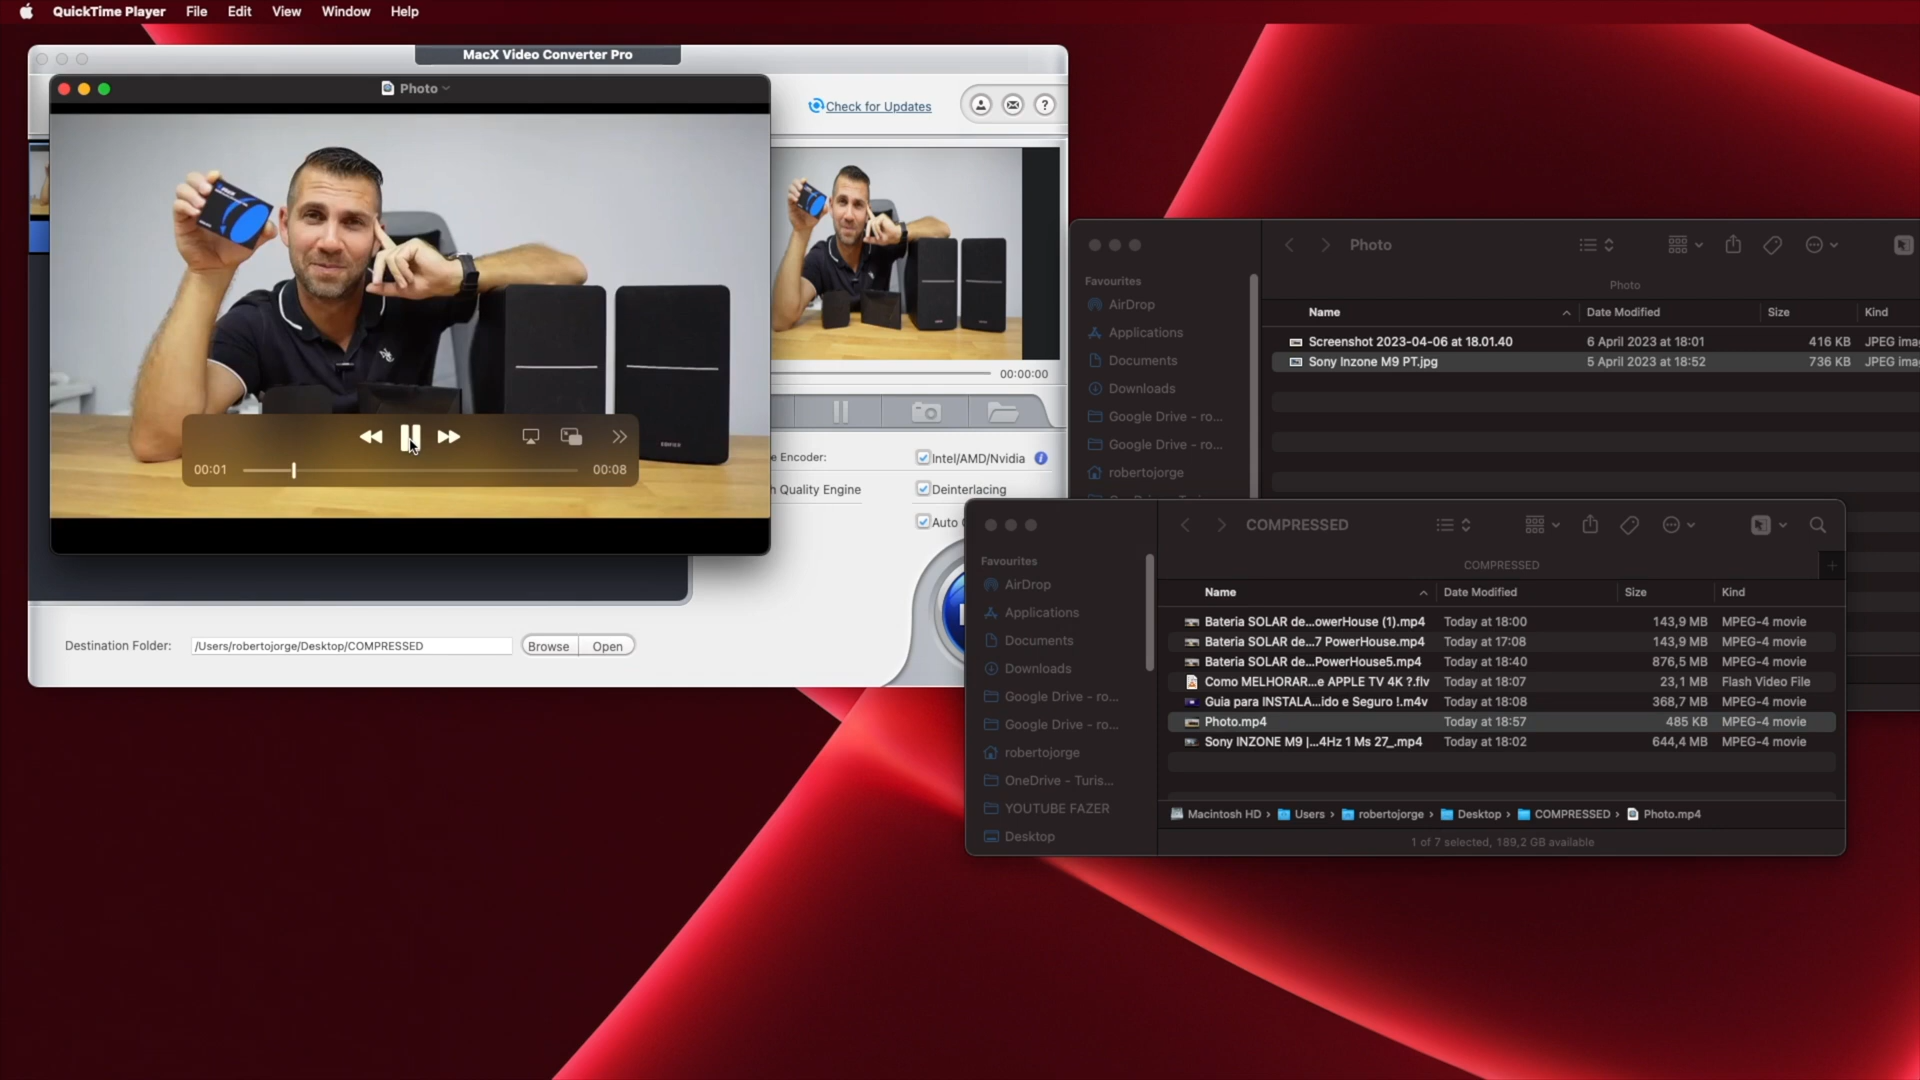 QuickTime Player File Edit View Window Help
MacX Video Converter Pro
Photo
Check for Updates
?
EDIFIER
00:01
00:08
00:00:00
e Encoder:
Intel/AMD/Nvidia
h Quality Engine
Deinterlacing
Auto
Destination Folder:
/Users/robertojorge/Desktop/COMPRESSED
Browse
Open
Photo
Photo
Favourites
AirDrop
Applications
Documents
Downloads
Google Drive - ro...
Google Drive - ro...
robertojorge
Name Date Modified Size Kind
Screenshot 2023-04-06 at 18.01.40 6 April 2023 at 18:01 416 KB JPEG ima
Sony Inzone M9 PT.jpg 5 April 2023 at 18:52 736 KB JPEG ima
COMPRESSED
COMPRESSED
Favourites
AirDrop
Applications
Documents
Downloads
Google Drive - ro...
Google Drive - ro...
robertojorge
OneDrive - Turis...
YOUTUBE FAZER
Desktop
Name Date Modified Size Kind
Bateria SOLAR de...owerHouse (1).mp4 Today at 18:00 143,9 MB MPEG-4 movie
Bateria SOLAR de...7 PowerHouse.mp4 Today at 17:08 143,9 MB MPEG-4 movie
Bateria SOLAR de...PowerHouse5.mp4 Today at 18:40 876,5 MB MPEG-4 movie
Como MELHORAR...e APPLE TV 4K ?.flv Today at 18:07 23,1 MB Flash Video File
Guia para INSTALA...ido e Seguro !.m4v Today at 18:08 368,7 MB MPEG-4 movie
Photo.mp4 Today at 18:57 485 KB MPEG-4 movie
Sony INZONE M9 |...4Hz 1 Ms 27_.mp4 Today at 18:02 644,4 MB MPEG-4 movie
Macintosh HD › Users › robertojorge › Desktop › COMPRESSED › Photo.mp4
1 of 7 selected, 189,2 GB available